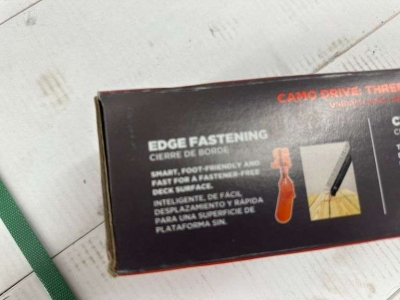 CAMO DRIVE: THREE
EDGE FASTENING
CIERRE DE BORDE
SMART, FOOT-FRIENDLY AND
FAST FOR A FASTENER-FREE
DECK SURFACE.
INTELIGENTE, DE FÁCIL
DESPLAZAMIENTO Y RÁPIDA
PARA UNA SUPERFICIE DE
PLATAFORMA SIN.